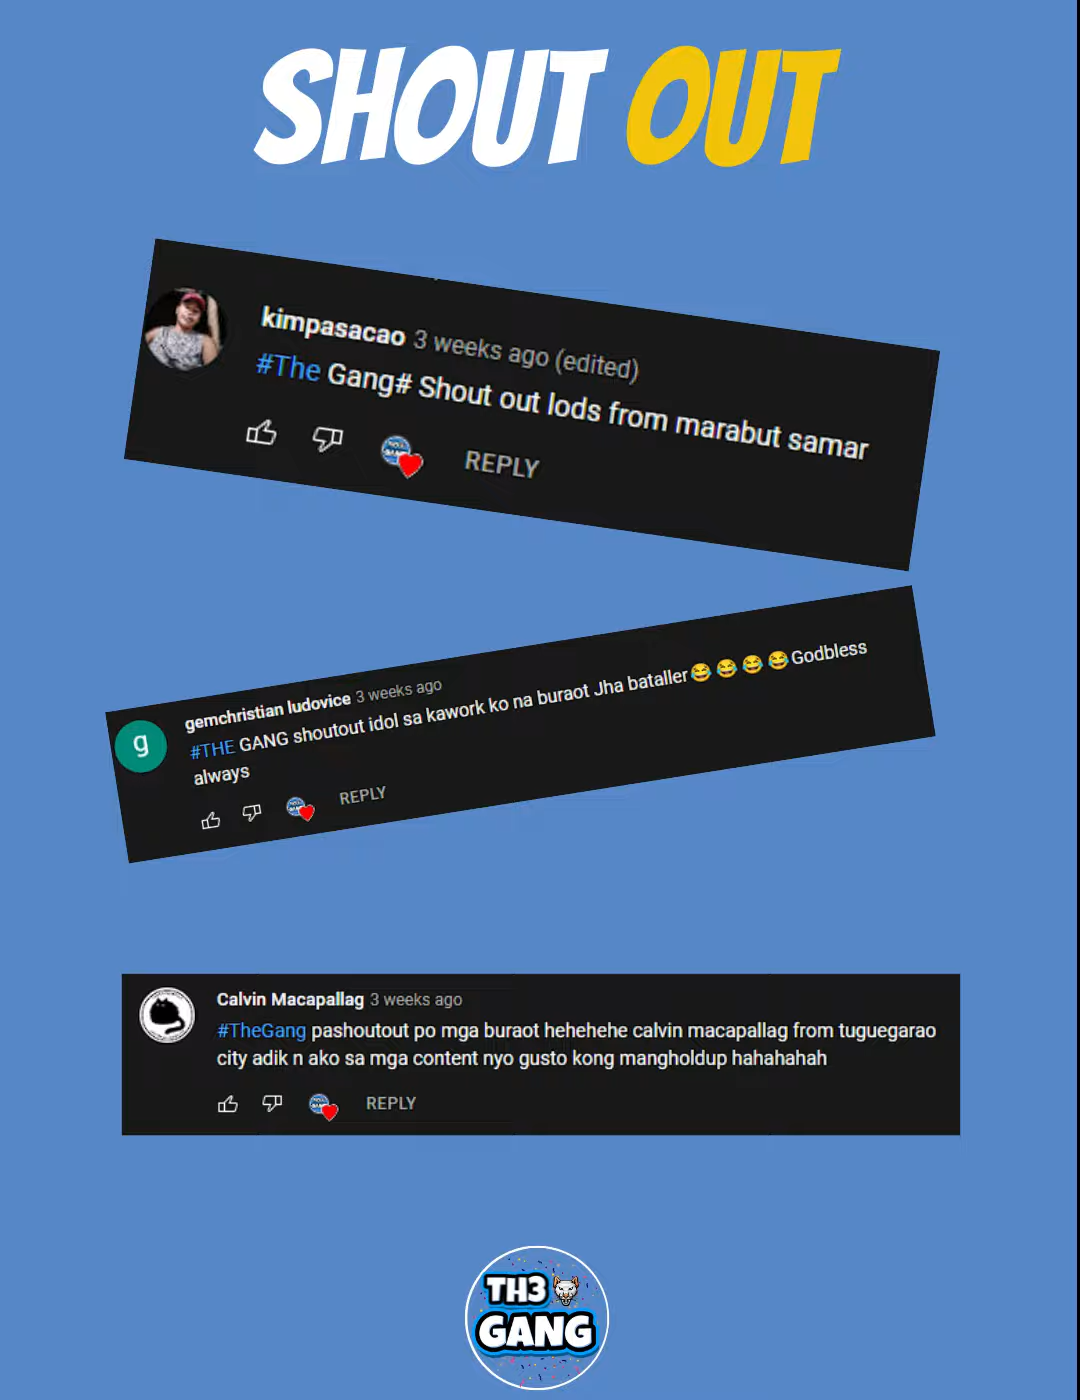 SHOUT OUT
kimpasacao 3 weeks ago (edited)
#The Gang# Shout out lods from marabut samar
REPLY
gemchristian ludovice 3 weeks ago
#THE GANG shoutout idol sa kawork ko na buraot Jha bataller😂😂😂😂Godbless
always
REPLY
g
Calvin Macapallag 3 weeks ago
#TheGang pashoutout po mga buraot hehehehe calvin macapallag from tuguegarao
city adik n ako sa mga content nyo gusto kong mangholdup hahahahah
REPLY
TH3
GANG